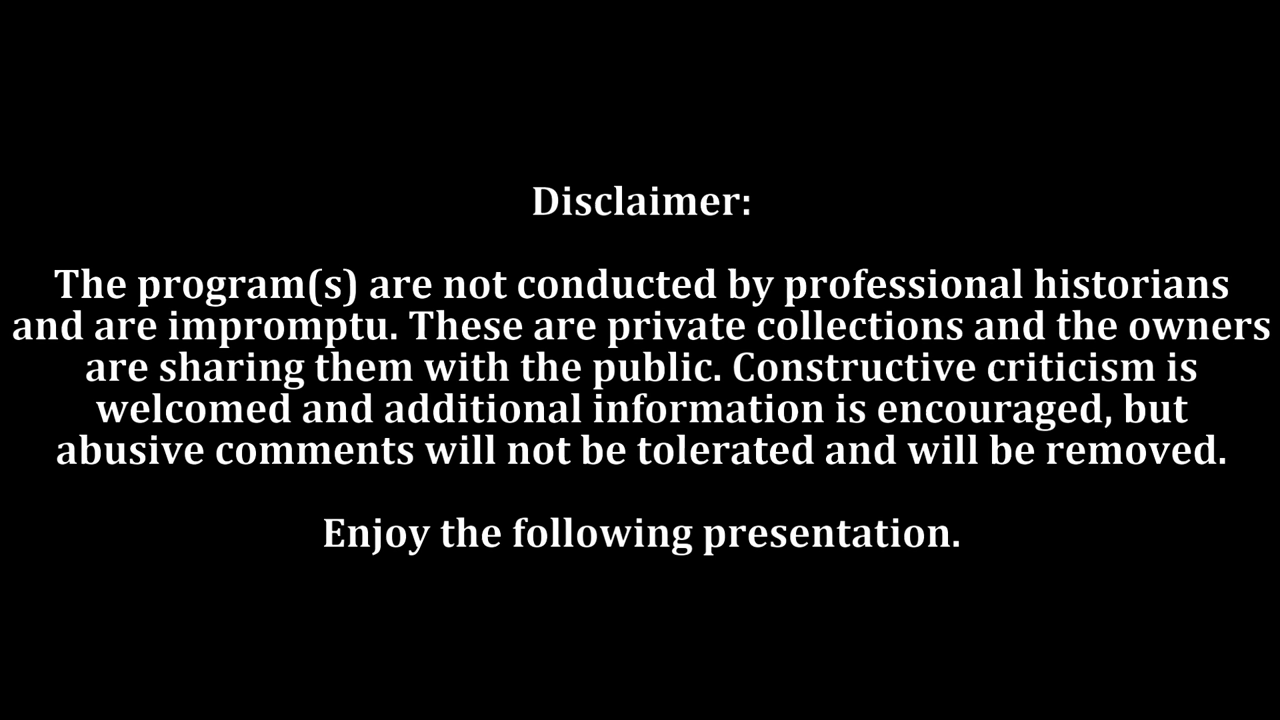 Disclaimer:
The program(s) are not conducted by professional historians
and are impromptu. These are private collections and the owners
are sharing them with the public. Constructive criticism is
welcomed and additional information is encouraged, but
abusive comments will not be tolerated and will be removed.
Enjoy the following presentation.